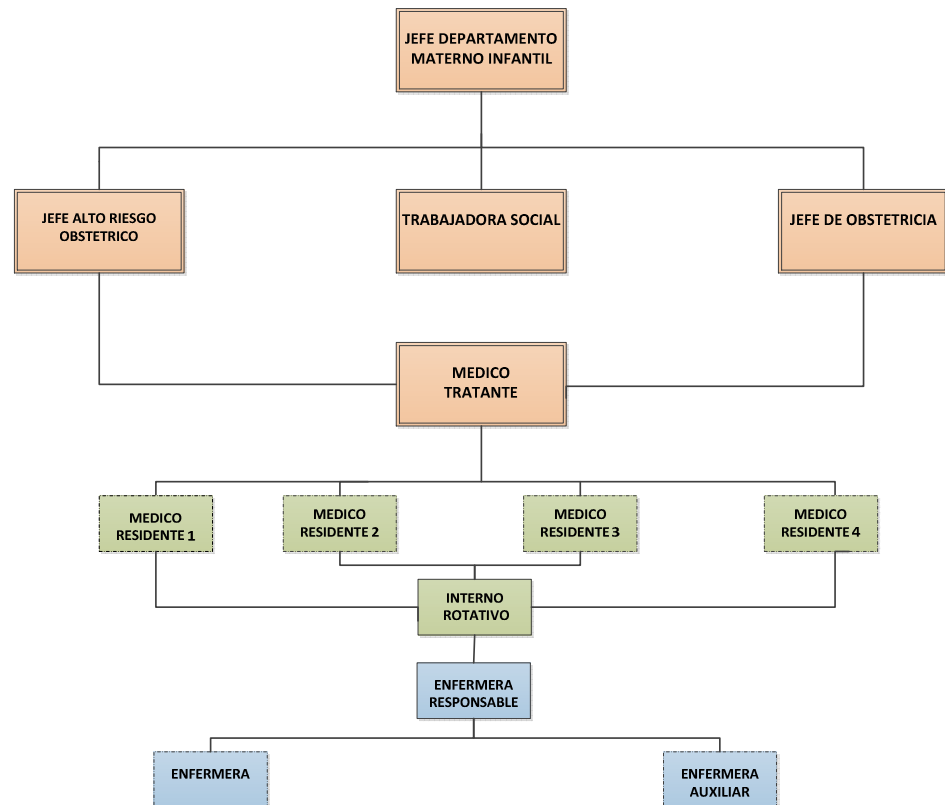 JEFE DEPARTAMENTO
MATERNO INFANTIL
JEFE ALTO RIESGO
OBSTETRICO
TRABAJADORA SOCIAL
JEFE DE OBSTETRICIA
MEDICO
TRATANTE
MEDICO
RESIDENTE 1
MEDICO
RESIDENTE 2
MEDICO
RESIDENTE 3
MEDICO
RESIDENTE 4
INTERNO
ROTATIVO
ENFERMERA
RESPONSABLE
ENFERMERA
ENFERMERA
AUXILIAR